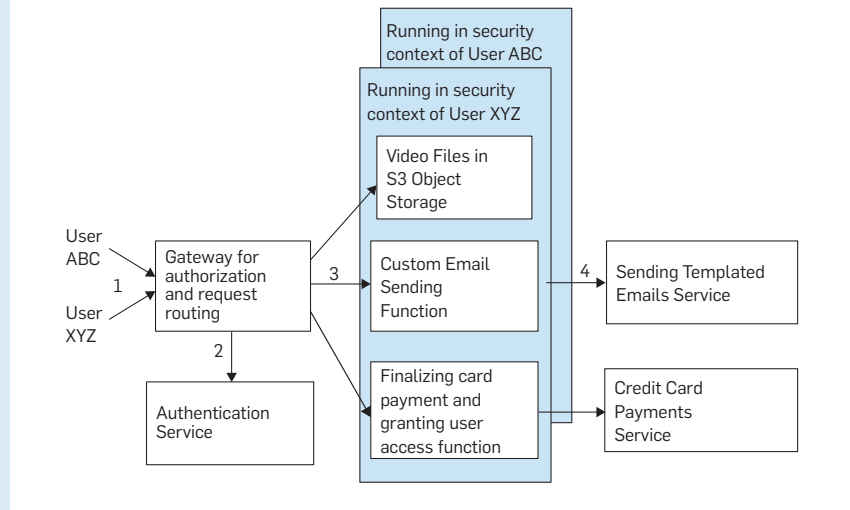 Running in security
context of User ABC
Running in security
context of User XYZ
Video Files in
S3 Object
Storage
User
ABC
1
User
XYZ
Gateway for
authorization
and request
routing
3
Custom Email
Sending
Function
4
Sending Templated
Emails Service
2
Authentication
Service
Finalizing card
payment and
granting user
access function
Credit Card
Payments
Service